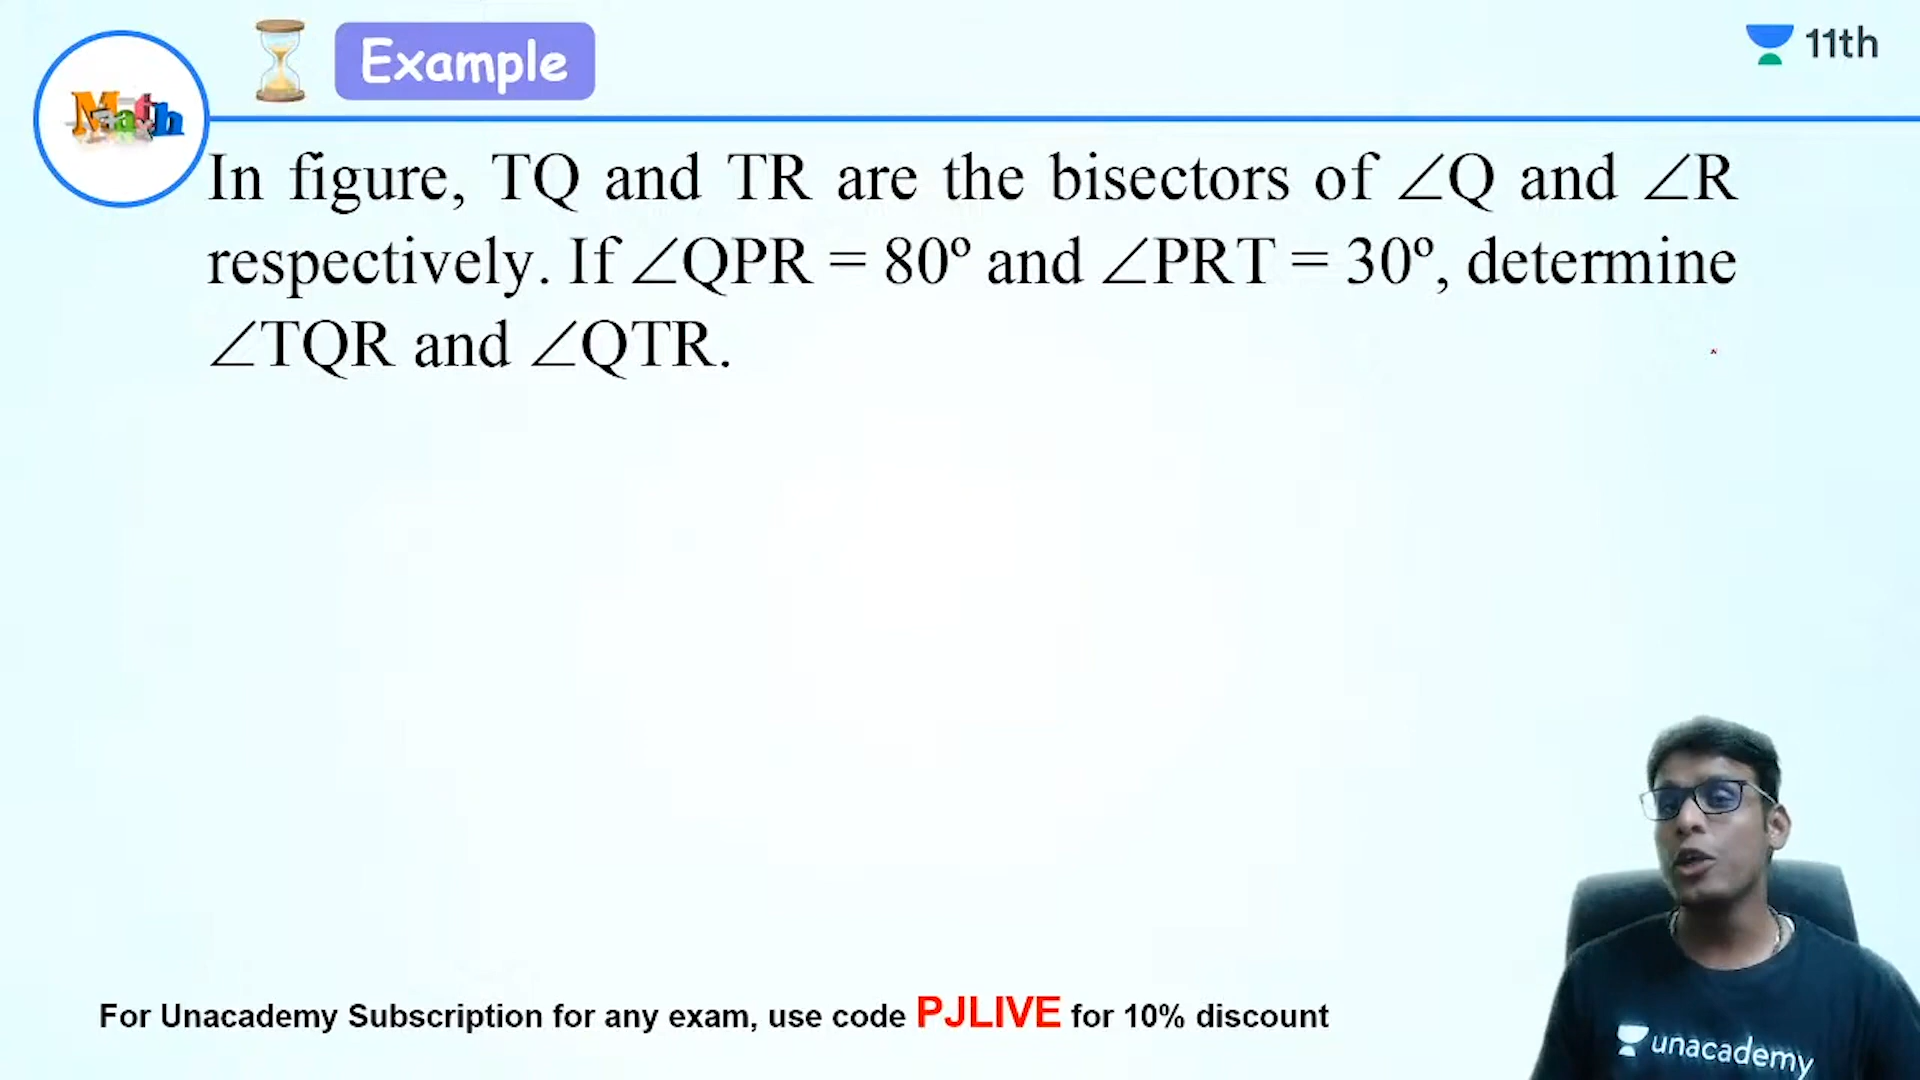 Math
Example
11th
In figure, TQ and TR are the bisectors of ∠Q and ∠R
respectively. If ∠QPR = 80º and ∠PRT = 30º, determine
∠TQR and ∠QTR.
For Unacademy Subscription for any exam, use code PJLIVE for 10% discount
unacademy